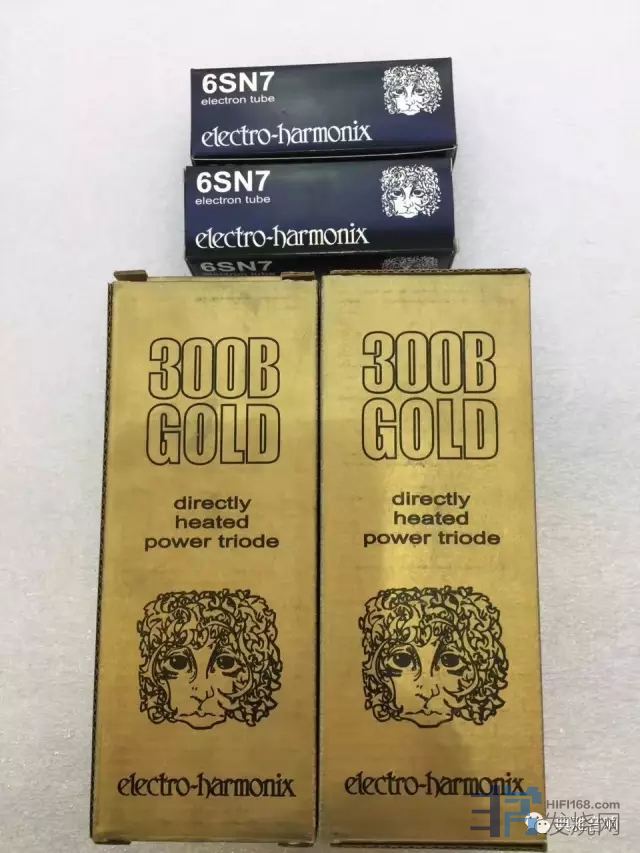 6SN7
electron tube
electro-harmonix
6SN7
electron tube
electro-harmonix
6SN7
300B
GOLD
directly
heated
power triode
electro-harmonix
300B
GOLD
directly
heated
power triode
electro-harmonix
HIFI168.com